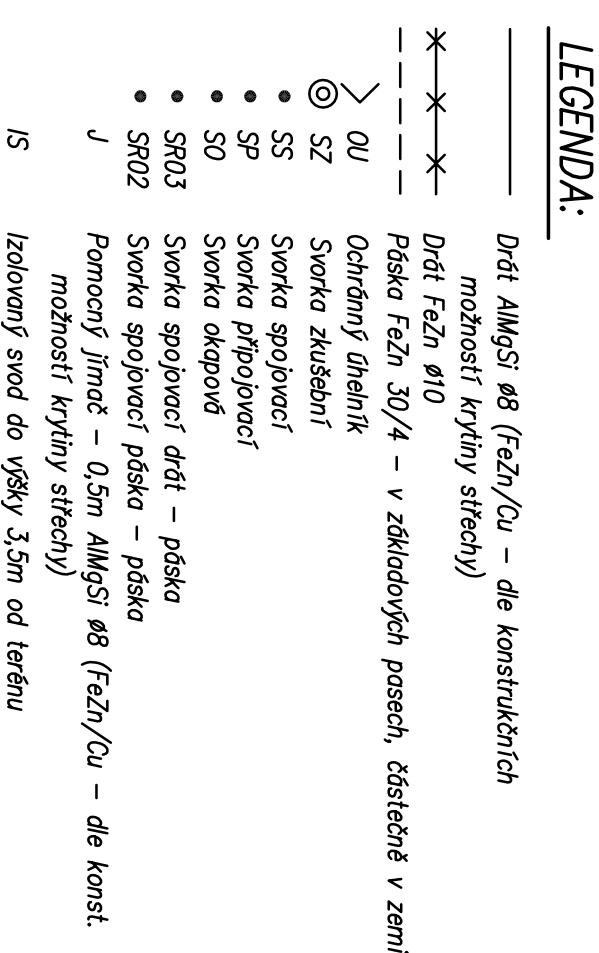 LEGENDA:
Drát AlMgSi ø8 (FeZn/Cu – dle konstrukčních
možností krytiny střechy)
Drát FeZn ø10
Páska FeZn 30/4 – v základových pasech, částečně v zemi
OU Ochránný úhelník
SZ Svorka zkušební
SS Svorka spojovací
SP Svorka připojovací
SO Svorka okapová
SR03 Svorka spojovací drát – páska
SR02 Svorka spojovací páska – páska
J Pomocný jímač – 0,5m AlMgSi ø8 (FeZn/Cu – dle konst.
možností krytiny střechy)
IS Izolovaný svod do výšky 3,5m od terénu